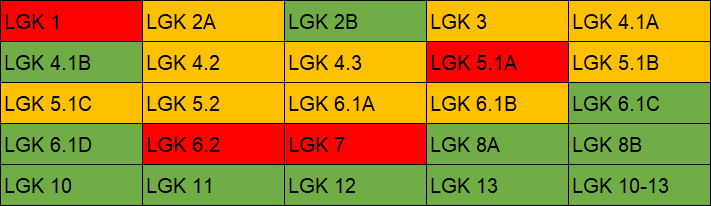 LGK 1 LGK 2A LGK 2B LGK 3 LGK 4.1A
LGK 4.1B LGK 4.2 LGK 4.3 LGK 5.1A LGK 5.1B
LGK 5.1C LGK 5.2 LGK 6.1A LGK 6.1B LGK 6.1C
LGK 6.1D LGK 6.2 LGK 7 LGK 8A LGK 8B
LGK 10 LGK 11 LGK 12 LGK 13 LGK 10-13